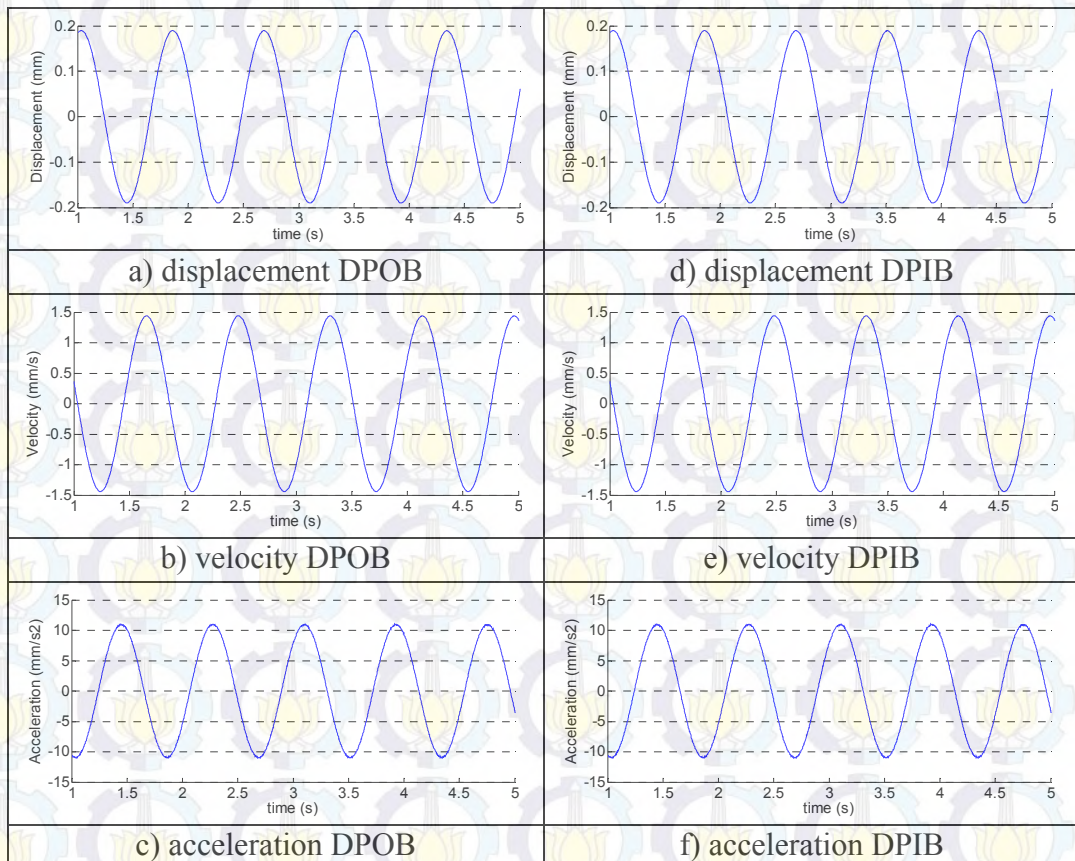 0.2
0.1
0
-0.1
-0.2
Displacement (mm)
1 1.5 2 2.5 3 3.5 4 4.5 5
time (s)
a) displacement DPOB
0.2
0.1
0
-0.1
-0.2
Displacement (mm)
1 1.5 2 2.5 3 3.5 4 4.5 5
time (s)
d) displacement DPIB
1.5
1
0.5
0
-0.5
-1
-1.5
Velocity (mm/s)
1 1.5 2 2.5 3 3.5 4 4.5 5
time (s)
b) velocity DPOB
1.5
1
0.5
0
-0.5
-1
-1.5
Velocity (mm/s)
1 1.5 2 2.5 3 3.5 4 4.5 5
time (s)
e) velocity DPIB
15
10
5
0
-5
-10
-15
Acceleration (mm/s2)
1 1.5 2 2.5 3 3.5 4 4.5 5
time (s)
c) acceleration DPOB
15
10
5
0
-5
-10
-15
Acceleration (mm/s2)
1 1.5 2 2.5 3 3.5 4 4.5 5
time (s)
f) acceleration DPIB